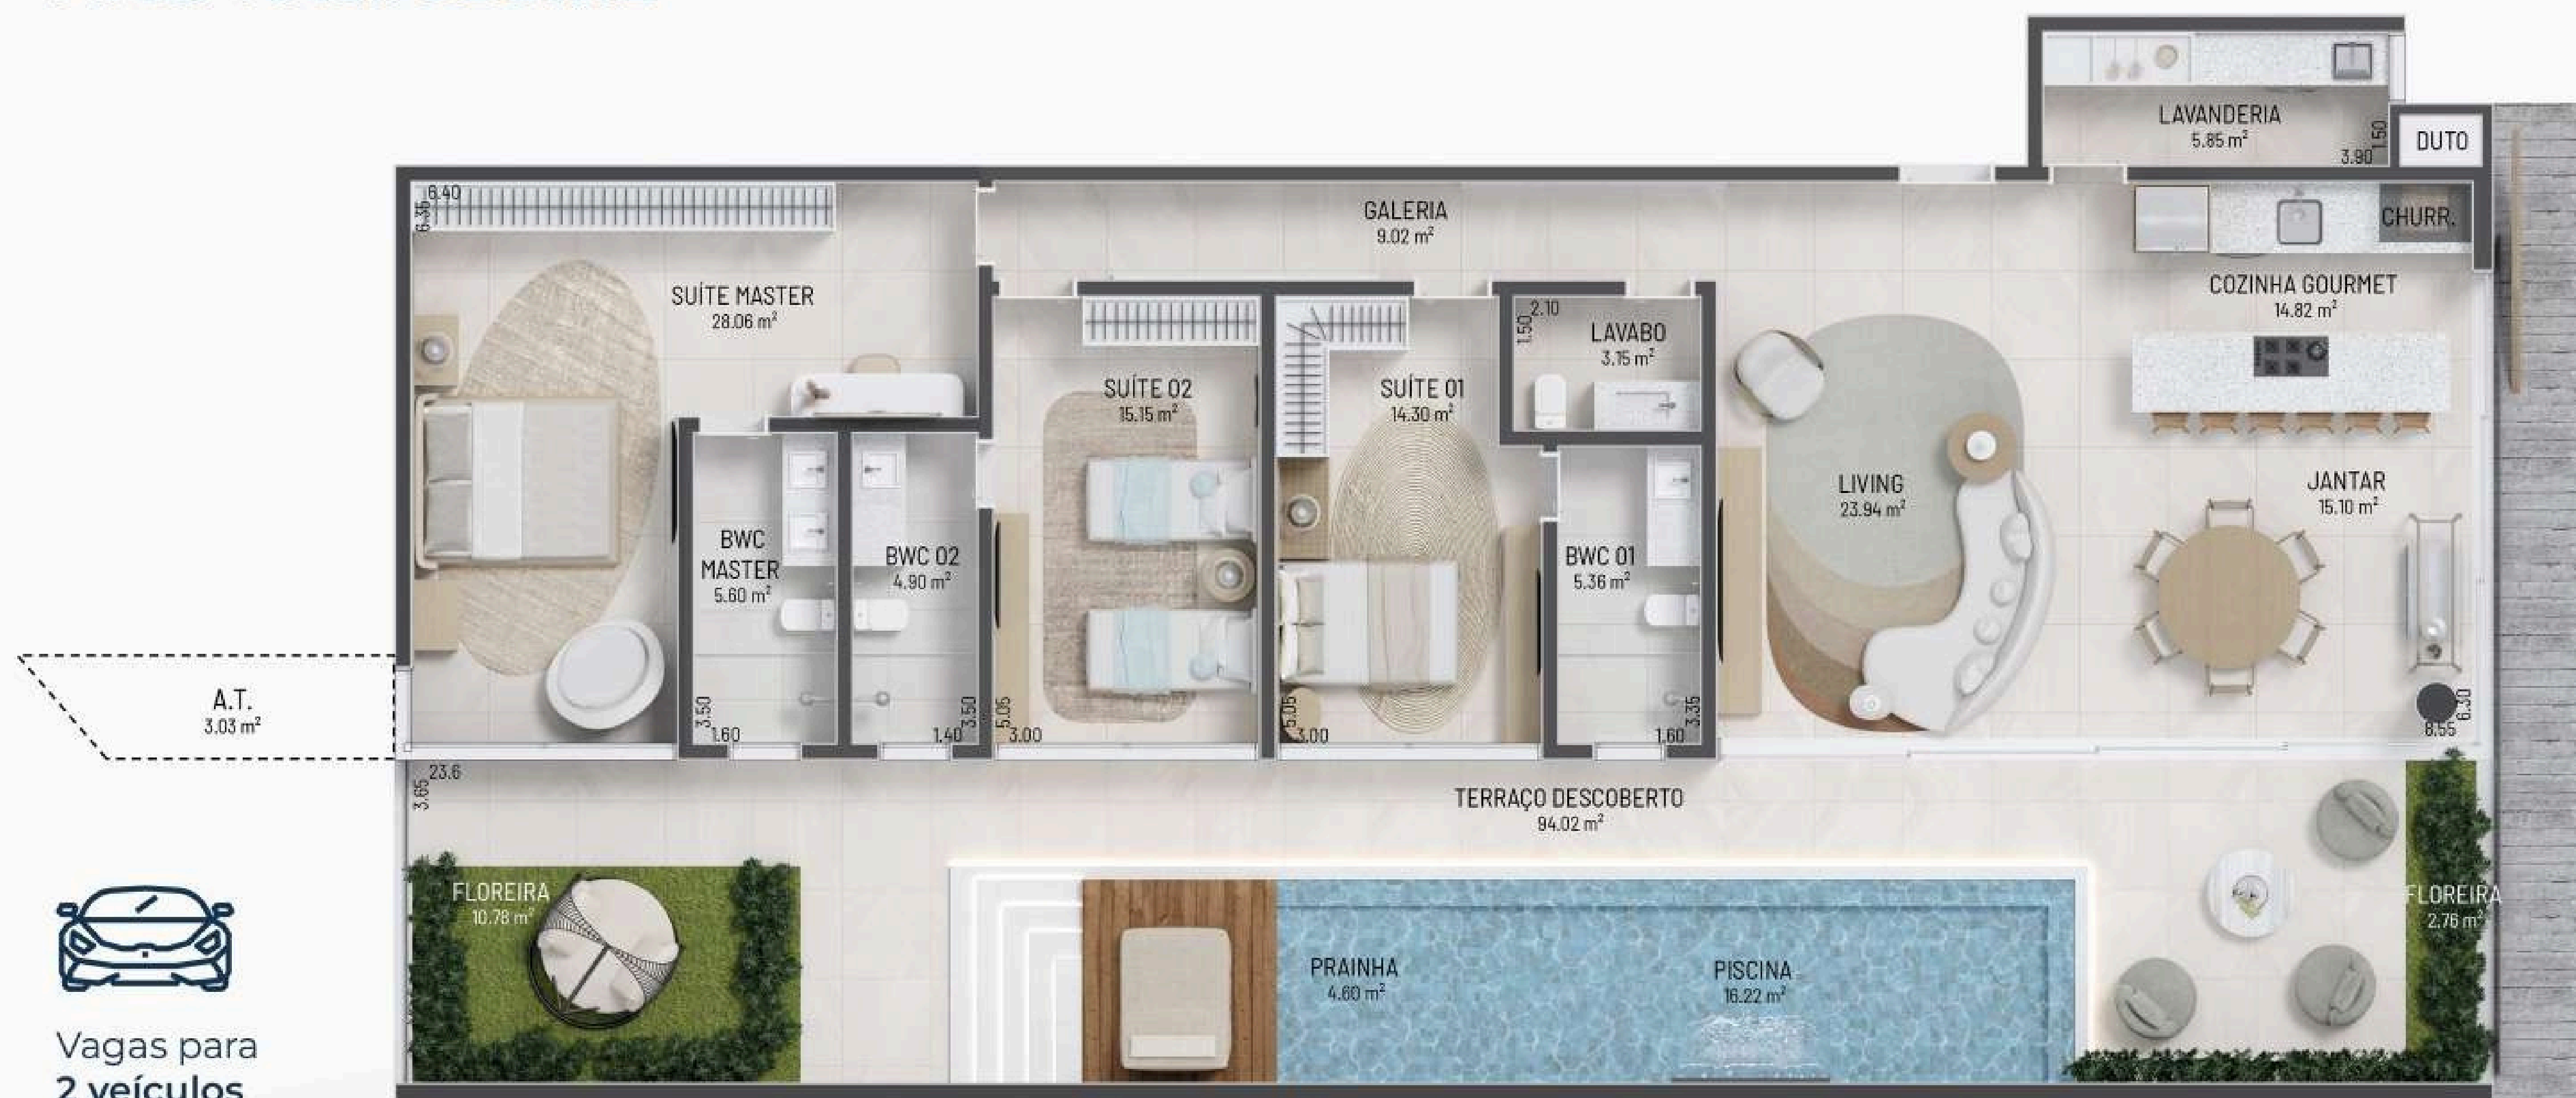 LAVANDERIA
5.85 m²
1.50
3.90
DUTO
6.40
6.35
SUÍTE MASTER
28.06 m²
GALERIA
9.02 m²
CHURR.
COZINHA GOURMET
14.82 m²
2.10
1.50
LAVABO
3.15 m²
SUÍTE 02
15.15 m²
SUÍTE 01
14.30 m²
LIVING
23.94 m²
JANTAR
15.10 m²
BWC
MASTER
5.60 m²
BWC 02
4.90 m²
BWC 01
5.36 m²
A.T.
3.03 m²
3.50
1.60
3.50
1.40
5.05
3.00
5.05
3.00
3.35
1.60
6.30
8.55
23.6
3.65
TERRAÇO DESCOBERTO
94.02 m²
FLOREIRA
10.78 m²
FLOREIRA
2.76 m²
PRAINHA
4.60 m²
PISCINA
16.22 m²
Vagas para
2 veículos